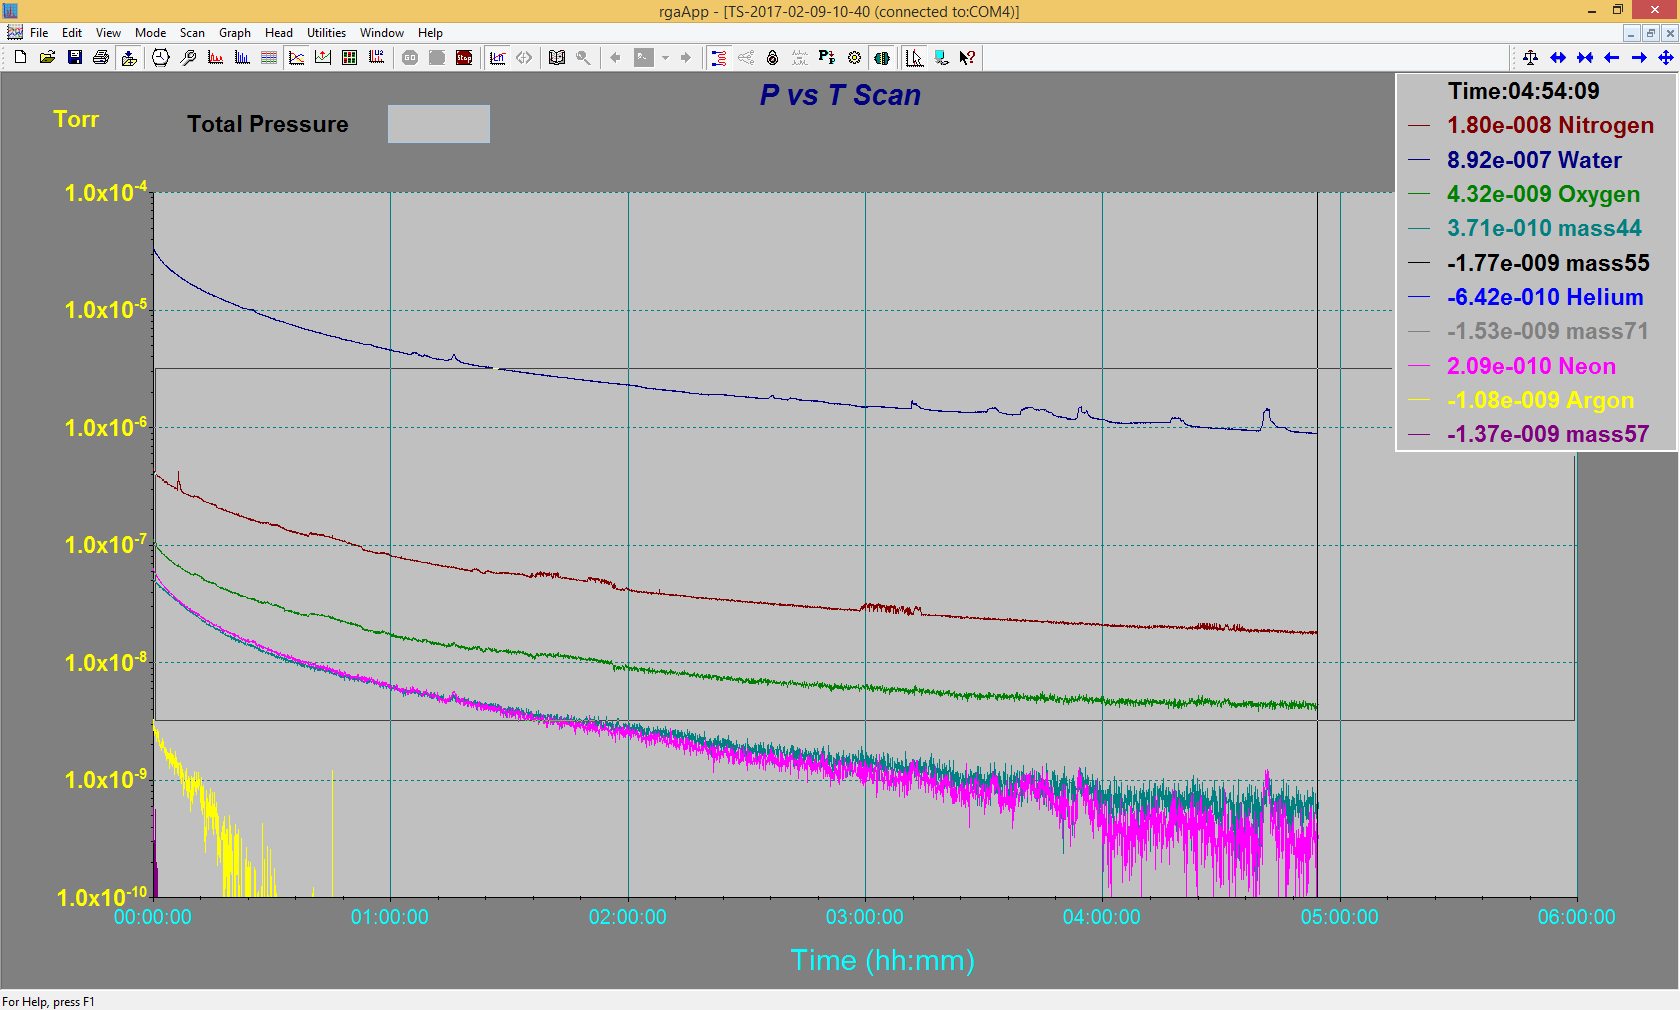 rgaApp - [TS-2017-02-09-10-40 (connected to:COM4)]
File Edit View Mode Scan Graph Head Utilities Window Help
GO Stop
P vs T Scan
Torr
Total Pressure
Time:04:54:09
1.80e-008 Nitrogen
8.92e-007 Water
4.32e-009 Oxygen
3.71e-010 mass44
-1.77e-009 mass55
-6.42e-010 Helium
-1.53e-009 mass71
2.09e-010 Neon
-1.08e-009 Argon
-1.37e-009 mass57
1.0x10-4
1.0x10-5
1.0x10-6
1.0x10-7
1.0x10-8
1.0x10-9
1.0x10-10
00:00:00 01:00:00 02:00:00 03:00:00 04:00:00 05:00:00 06:00:00
Time (hh:mm)
For Help, press F1